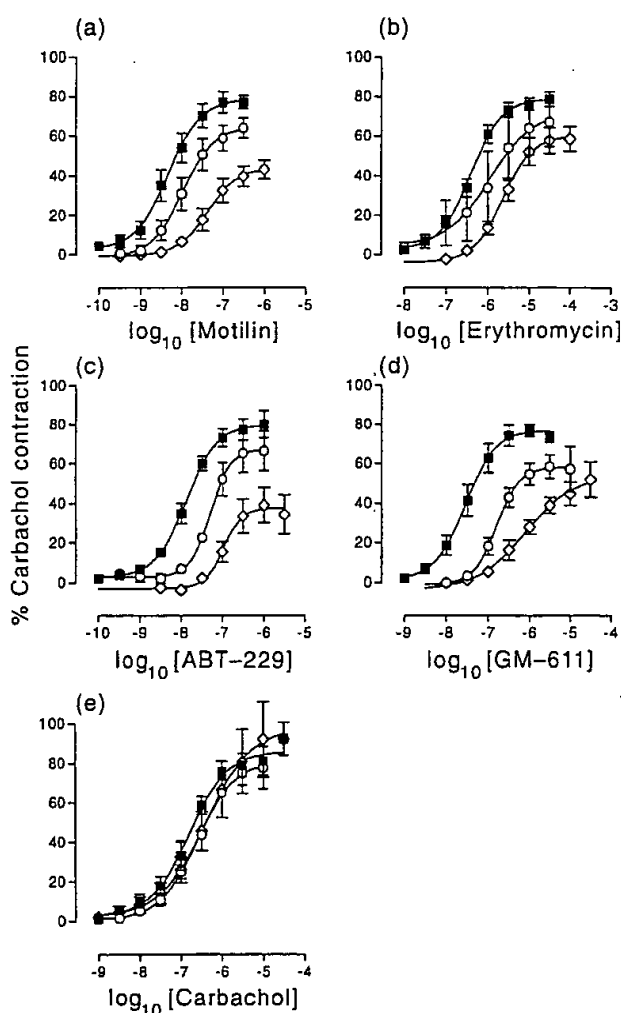 (a)
(b)
100
80
60
40
20
0
100
80
60
40
20
0
-10 -9 -8 -7 -6 -5
-8 -7 -6 -5 -4 -3
log10 [Motilin]
log10 [Erythromycin]
(c)
(d)
100
80
60
40
20
0
100
80
60
40
20
0
% Carbachol contraction
-10 -9 -8 -7 -6 -5
-9 -8 -7 -6 -5 -4
log10 [ABT-229]
log10 [GM-611]
(e)
100
80
60
40
20
0
-9 -8 -7 -6 -5 -4
log10 [Carbachol]